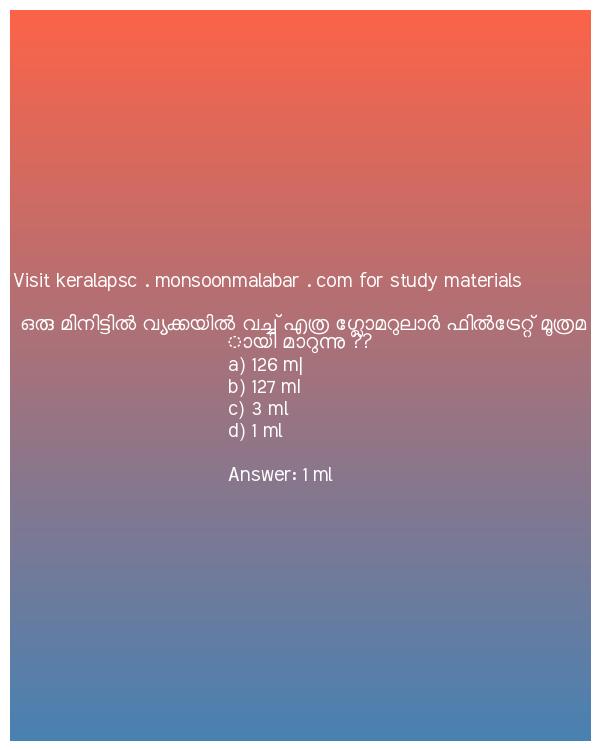 Visit keralapsc . monsoonmalabar . com for study materials
ഒരു മിനിട്ടിൽ വൃക്കയിൽ വച്ച് എത്ര ഗ്ലോമറുലാർ ഫിൽട്രേറ്റ് മൂത്രമ
ായി മാറുന്നു ??
a) 126 ml
b) 127 ml
c) 3 ml
d) 1 ml
Answer: 1 ml